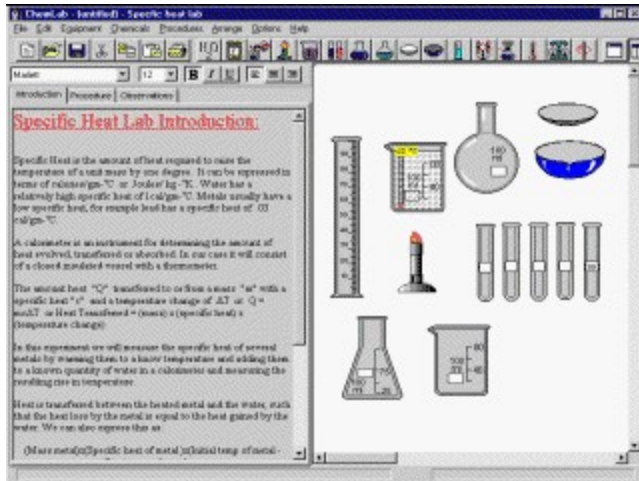 ChemLab - (untitled) - Specific heat lab
File Edit Equipment Chemicals Procedures Arrange Options Help
12 B I U
Introduction Procedure Observations
Specific Heat Lab Introduction:
Specific Heat is the amount of heat required to raise the
temperature of a unit mass by one degree. It can be expressed in
terms of calories/gm-°C or Joules/ kg-°K. Water has a
relatively high specific heat of 1 cal/gm-°C. Metals usually have a
low specific heat, for example lead has a specific heat of .03
cal/gm-°C.
A calorimeter is an instrument for determining the amount of
heat evolved, transferred or absorbed. In our case it will consist
of a closed insulated vessel with a thermometer.
The amount heat "Q" transferred to or from a mass "m" with a
specific heat "c" and a temperature change of ΔT or Q =
mcΔT or Heat Transferred = (mass) x (specific heat) x
(temperature change)
In this experiment we will measure the specific heat of several
metals by warming them to a know temperature and adding them
to a known quantity of water in a calorimeter and measuring the
resulting rise in temperature.
Heat is transferred between the heated metal and the water, such
that the heat loss by the metal is equal to the heat gained by the
water. We can also express this as
(Mass metal)x(Specific heat of metal)x(Initial temp of metal -
100
ml